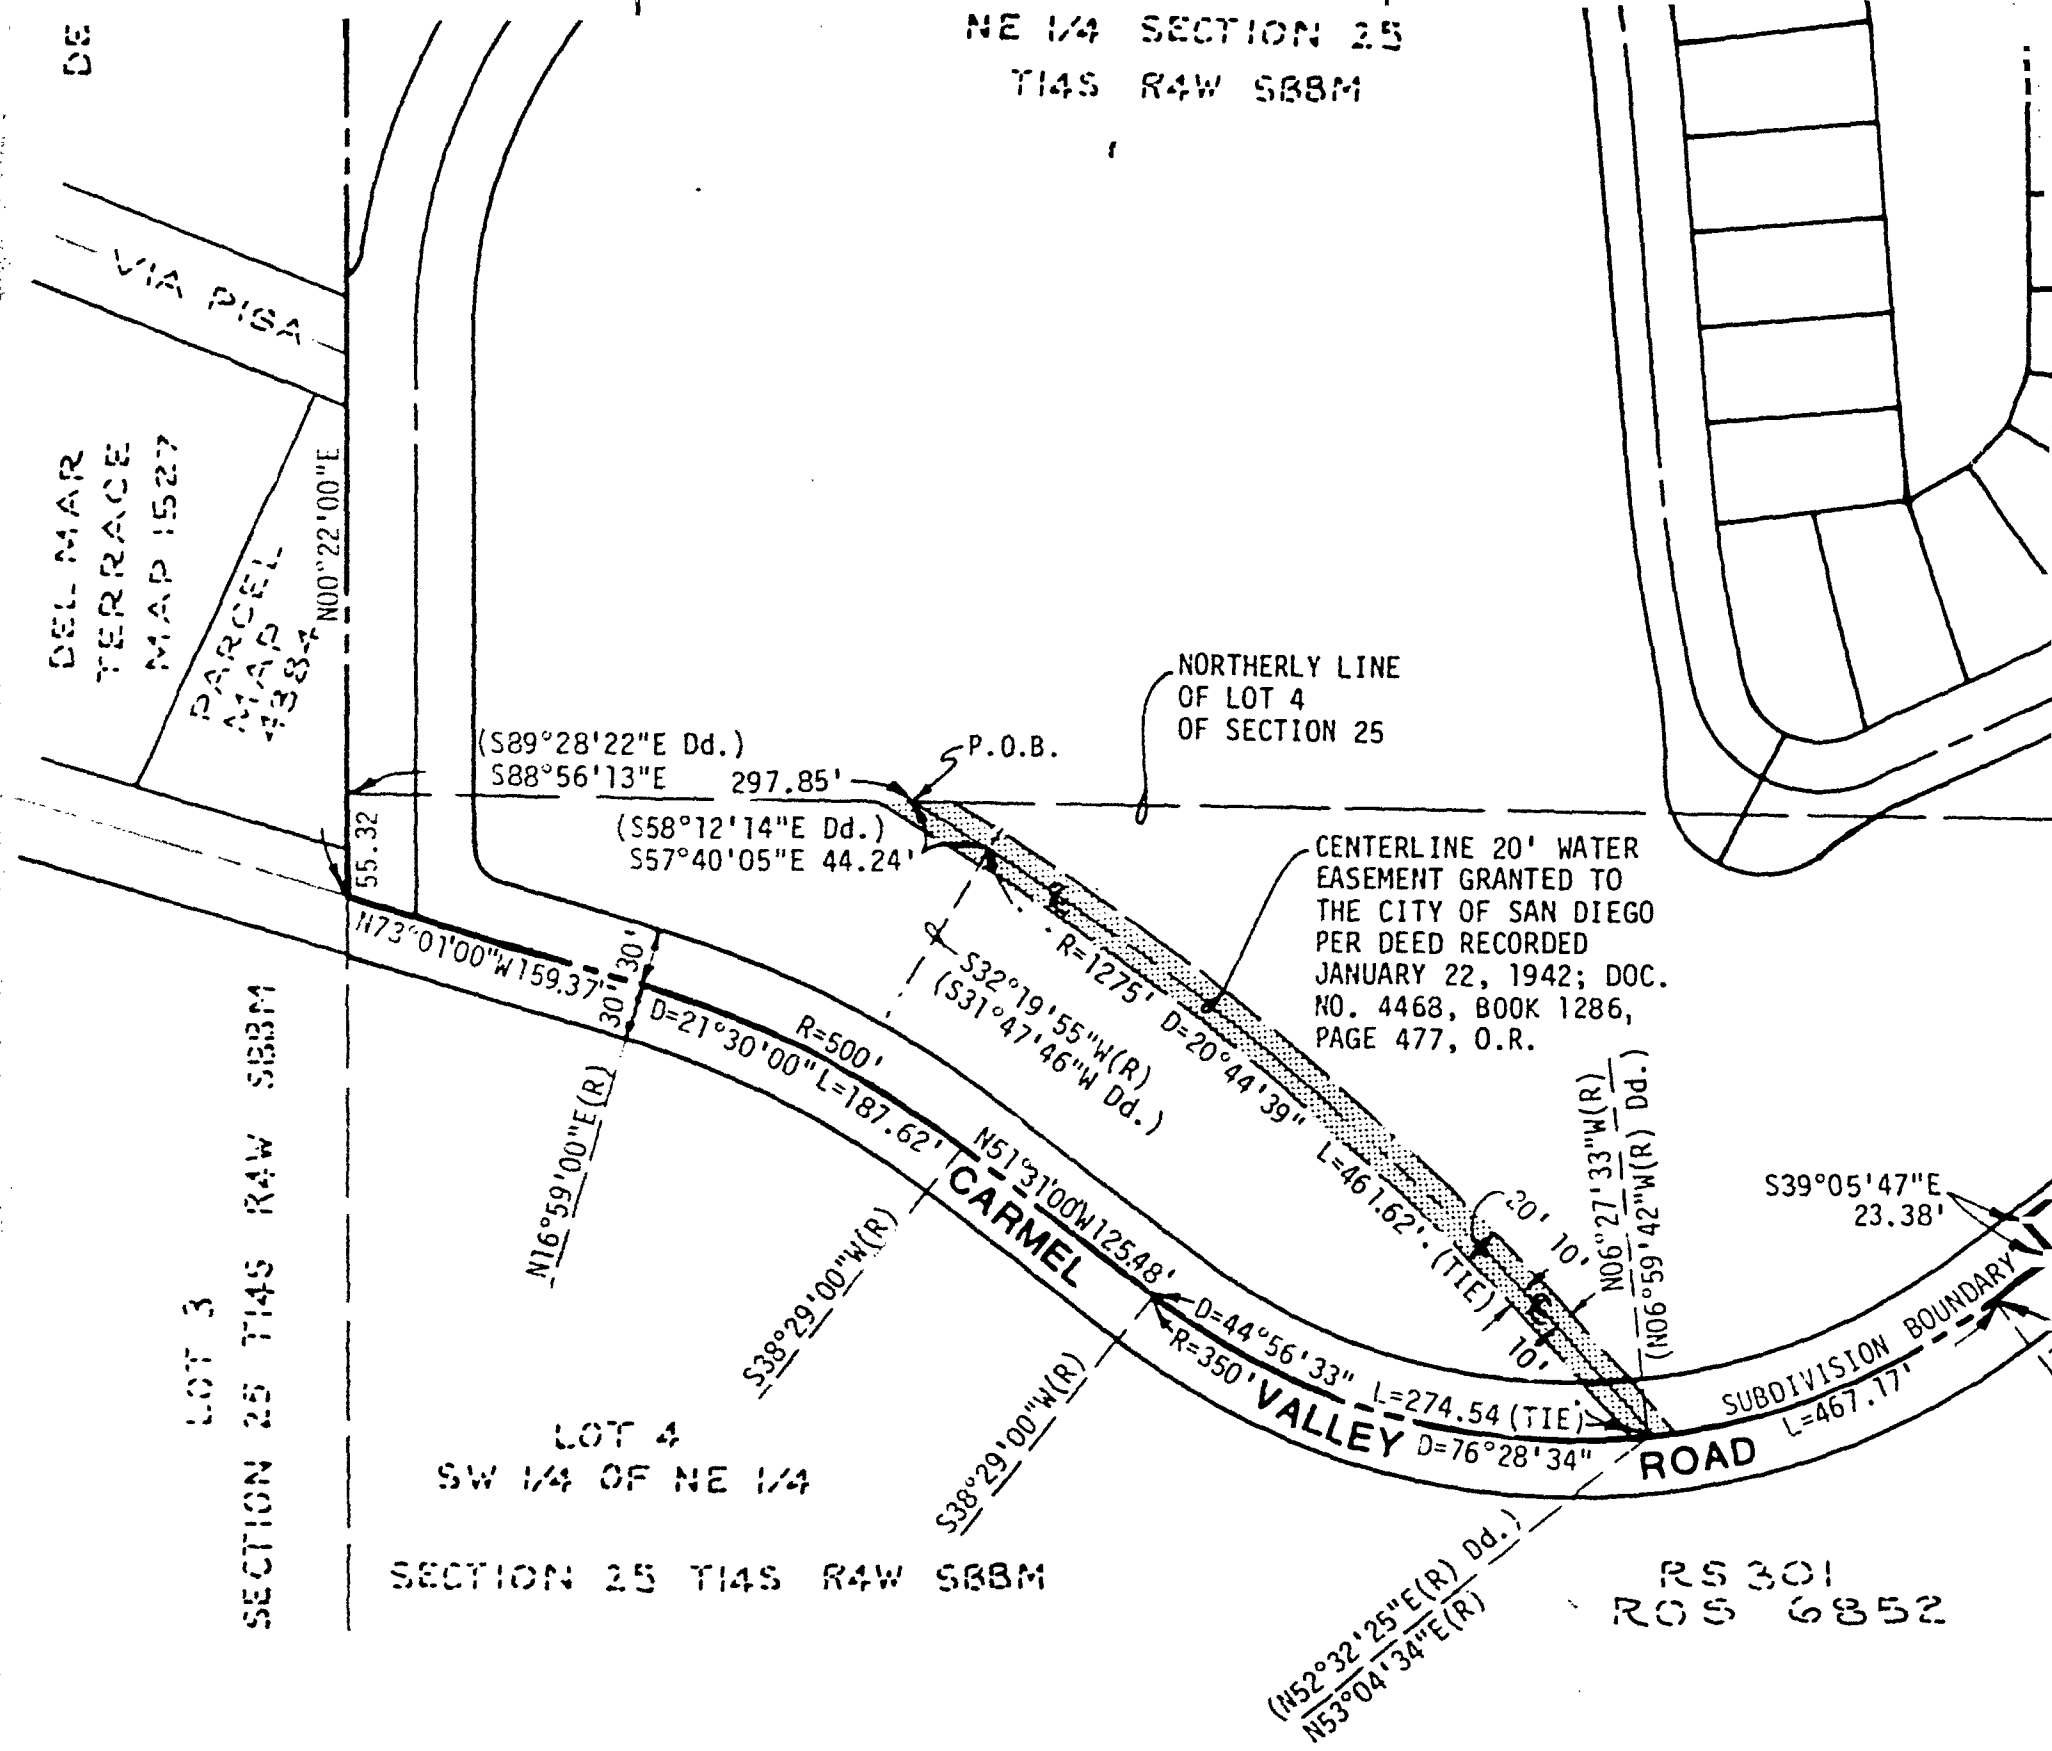 DE
NE 1/4 SECTION 25
T14S R4W SBBM
VIA PISA
DEL MAR
TERRACE
MAP 1527
PARCEL
MAP
4384
N00°22'00"E
NORTHERLY LINE
OF LOT 4
OF SECTION 25
(S89°28'22"E Dd.)
S88°56'13"E 297.85'
P.O.B.
(S58°12'14"E Dd.)
S57°40'05"E 44.24'
55.32
CENTERLINE 20' WATER
EASEMENT GRANTED TO
THE CITY OF SAN DIEGO
PER DEED RECORDED
JANUARY 22, 1942; DOC.
NO. 4468, BOOK 1286,
PAGE 477, O.R.
N73°01'00"W 159.37'
30'
30'
R=1275' D=20°44'39" L=461.62' (TIE)
S32°19'55"W(R)
(S31°47'46"W Dd.)
R=500'
D=21°30'00" L=187.62'
N16°59'00"E(R)
N51°31'00"W 125.48'
N06°27'33"W(R)
(N06°59'42"W(R) Dd.)
20'
10'
10'
S39°05'47"E
23.38'
S38°29'00"W(R)
S38°29'00"W(R)
D=44°56'33" L=274.54 (TIE)
R=350'
CARMEL VALLEY ROAD
D=76°28'34"
L=467.17'
SUBDIVISION BOUNDARY
LOT 3
SECTION 25 T14S R4W SBBM
LOT 4
SW 1/4 OF NE 1/4
SECTION 25 T14S R4W SBBM
(N52°32'25"E(R) Dd.)
N53°04'34"E(R)
RS 301
ROS 6852